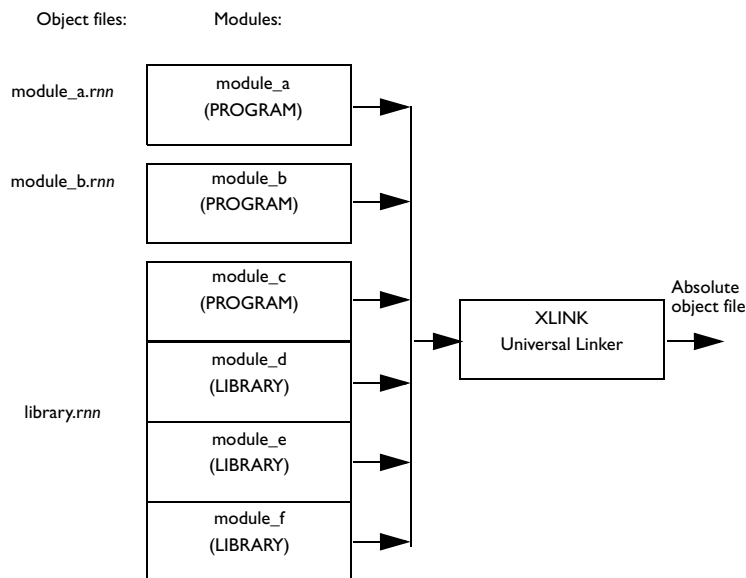 Object files:
Modules:
module_a.rnn
module_a
(PROGRAM)
module_b.rnn
module_b
(PROGRAM)
module_c
(PROGRAM)
module_d
(LIBRARY)
library.rnn
module_e
(LIBRARY)
module_f
(LIBRARY)
XLINK
Universal Linker
Absolute
object file